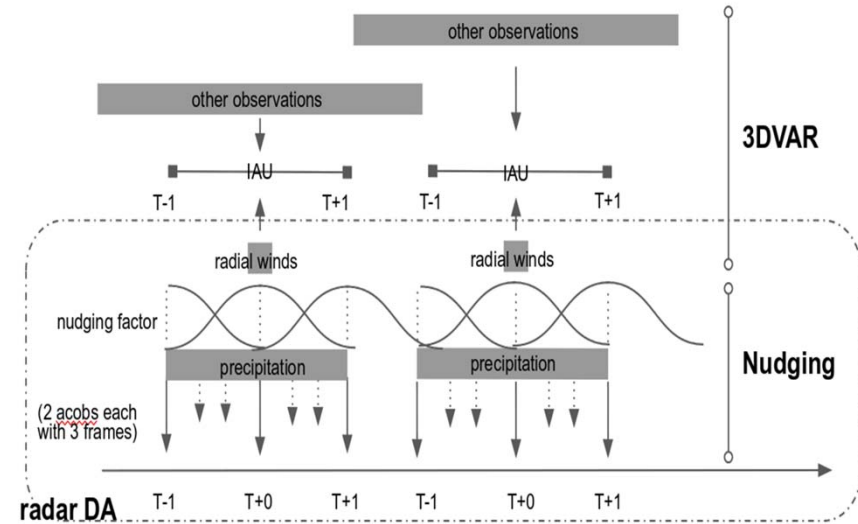 other observations
other observations
3DVAR
IAU
IAU
T-1
T+1
T-1
T+1
radial winds
radial winds
nudging factor
precipitation
precipitation
Nudging
(2 acobs each
with 3 frames)
radar DA
T-1
T+0
T+1
T-1
T+0
T+1